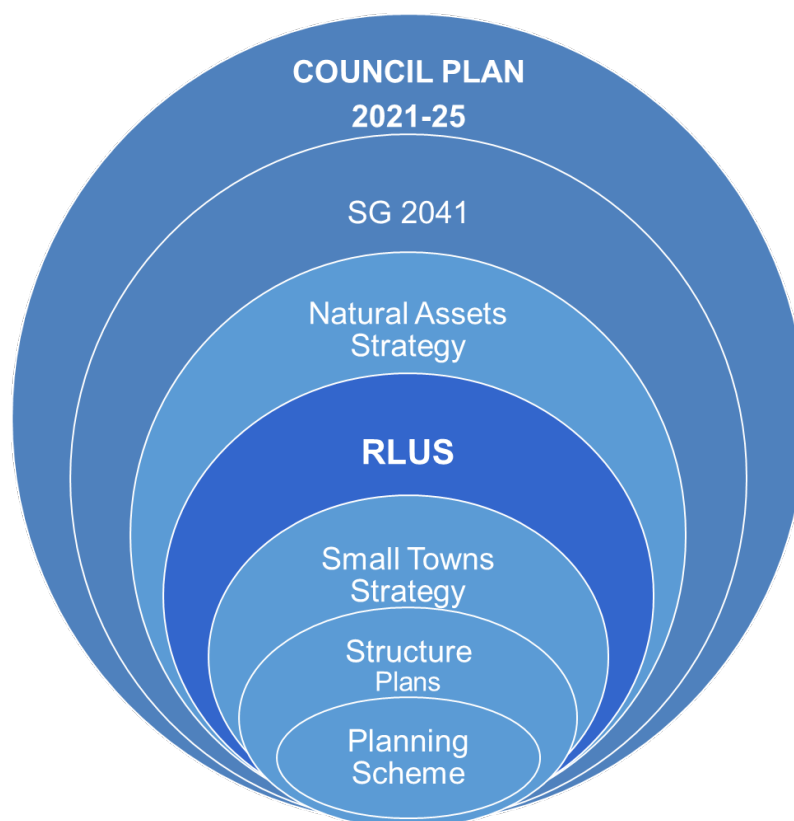 COUNCIL PLAN
2021-25
SG 2041
Natural Assets
Strategy
RLUS
Small Towns
Strategy
Structure
Plans
Planning
Scheme